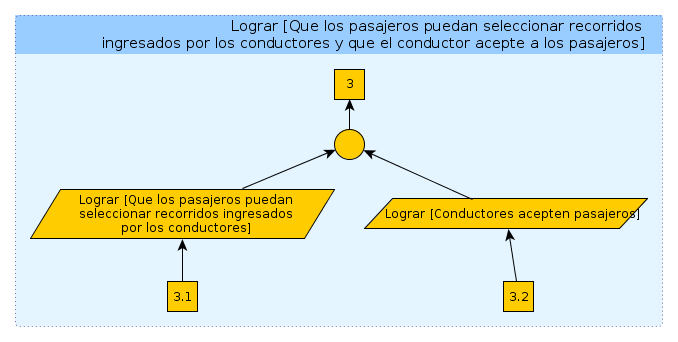 Lograr [Que los pasajeros puedan seleccionar recorridos
ingresados por los conductores y que el conductor acepte a los pasajeros]
3
Lograr [Que los pasajeros puedan
seleccionar recorridos ingresados
por los conductores]
Lograr [Conductores acepten pasajeros]
3.1
3.2